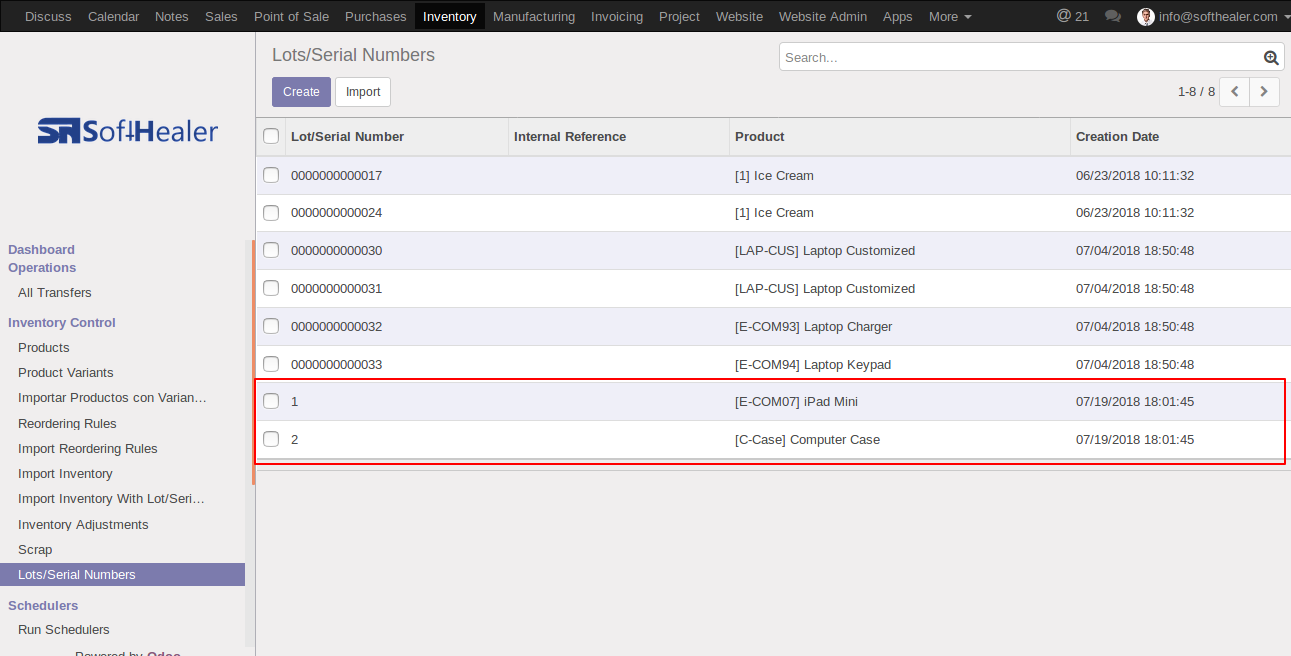 Discuss Calendar Notes Sales Point of Sale Purchases Inventory Manufacturing Invoicing Project Website Website Admin Apps More @ 21 info@softhealer.com
Lots/Serial Numbers
Search...
Create Import
1-8 / 8
SoftHealer
Dashboard
Operations
All Transfers
Inventory Control
Products
Product Variants
Importar Productos con Varian...
Reordering Rules
Import Reordering Rules
Import Inventory
Import Inventory With Lot/Seri...
Inventory Adjustments
Scrap
Lots/Serial Numbers
Schedulers
Run Schedulers
Powered by Odoo
Lot/Serial Number Internal Reference Product Creation Date
0000000000017 [1] Ice Cream 06/23/2018 10:11:32
0000000000024 [1] Ice Cream 06/23/2018 10:11:32
0000000000030 [LAP-CUS] Laptop Customized 07/04/2018 18:50:48
0000000000031 [LAP-CUS] Laptop Customized 07/04/2018 18:50:48
0000000000032 [E-COM93] Laptop Charger 07/04/2018 18:50:48
0000000000033 [E-COM94] Laptop Keypad 07/04/2018 18:50:48
1 [E-COM07] iPad Mini 07/19/2018 18:01:45
2 [C-Case] Computer Case 07/19/2018 18:01:45